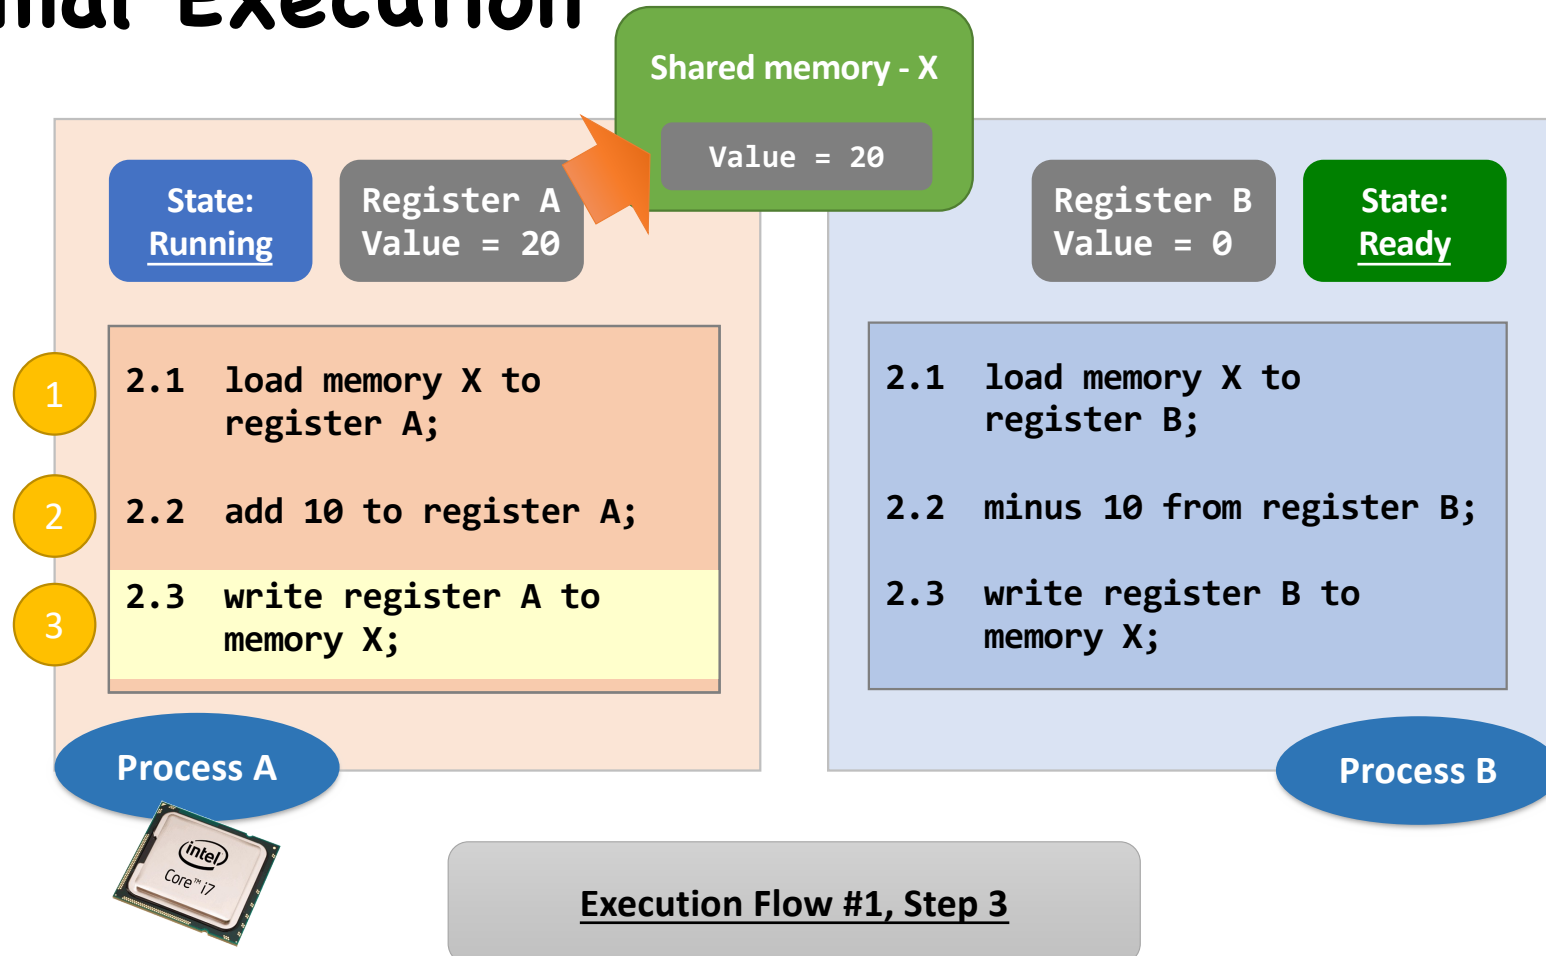 Execution
Shared memory - X
Value = 20
State:
Running
Register A
Value = 20
Register B
Value = 0
State:
Ready
1
2.1 load memory X to
register A;
2
2.2 add 10 to register A;
3
2.3 write register A to
memory X;
2.1 load memory X to
register B;
2.2 minus 10 from register B;
2.3 write register B to
memory X;
Process A
Process B
intel
Core™ i7
Execution Flow #1, Step 3